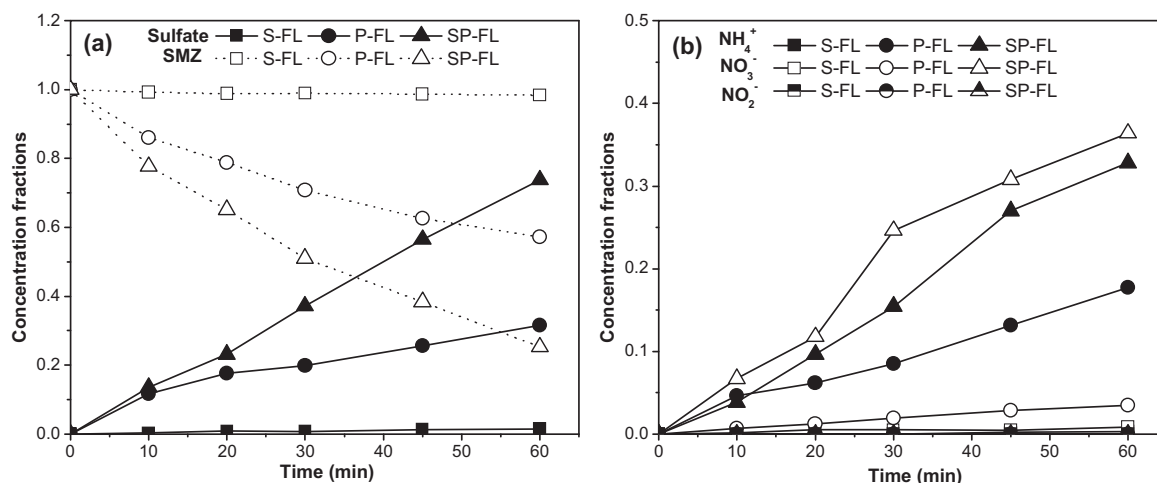 (a)
Sulfate S-FL P-FL SP-FL
SMZ S-FL P-FL SP-FL
Concentration fractions
1.2
1.0
0.8
0.6
0.4
0.2
0.0
0 10 20 30 40 50 60
Time (min)
(b)
NH₄⁺ S-FL P-FL SP-FL
NO₃⁻ S-FL P-FL SP-FL
NO₂⁻ S-FL P-FL SP-FL
Concentration fractions
0.5
0.4
0.3
0.2
0.1
0.0
0 10 20 30 40 50 60
Time (min)